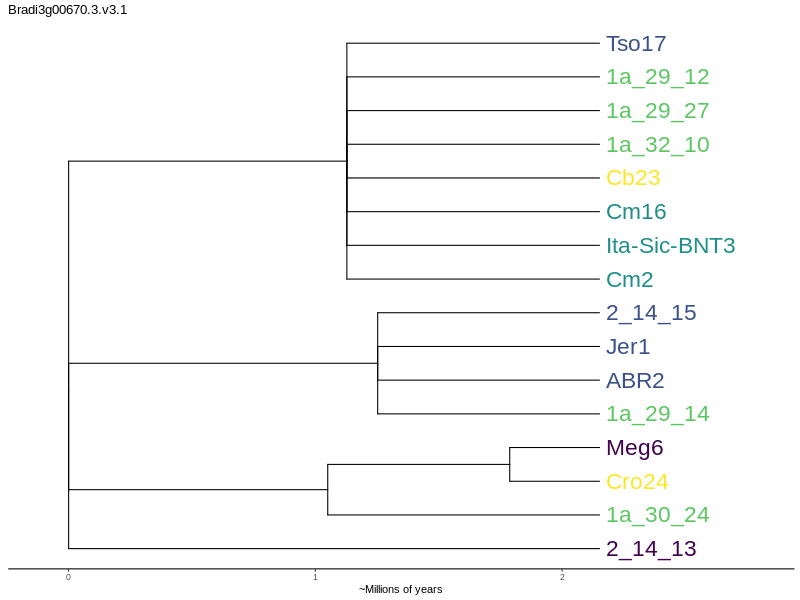 Bradi3g00670.3.v3.1
Tso17
1a_29_12
1a_29_27
1a_32_10
Cb23
Cm16
Ita-Sic-BNT3
Cm2
2_14_15
Jer1
ABR2
1a_29_14
Meg6
Cro24
1a_30_24
2_14_13
0 1 2
~Millions of years